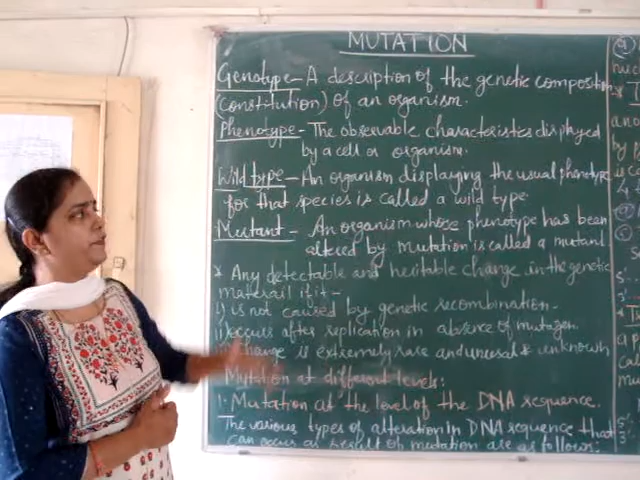 MUTATION
Genotype - A description of the genetic composition
(constitution) of an organism.
Phenotype - The observable characteristics displayed
by a cell or organism.
Wild type - An organism displaying the usual phenotype
for that species is called a wild type
Mutant - An organism whose phenotype has been
altered by mutation is called a mutant
* Any detectable and heritable change in the genetic
materail if it -
i) is not caused by genetic recombination -
ii) occurs after replication in absence of mutagen
iii) change is extremely rare and unusual & unknown
Mutation at different levels:
1. Mutation at the level of the DNA sequence.
The various types of alteration in DNA sequence that
can occur as result of mutation are as follows: